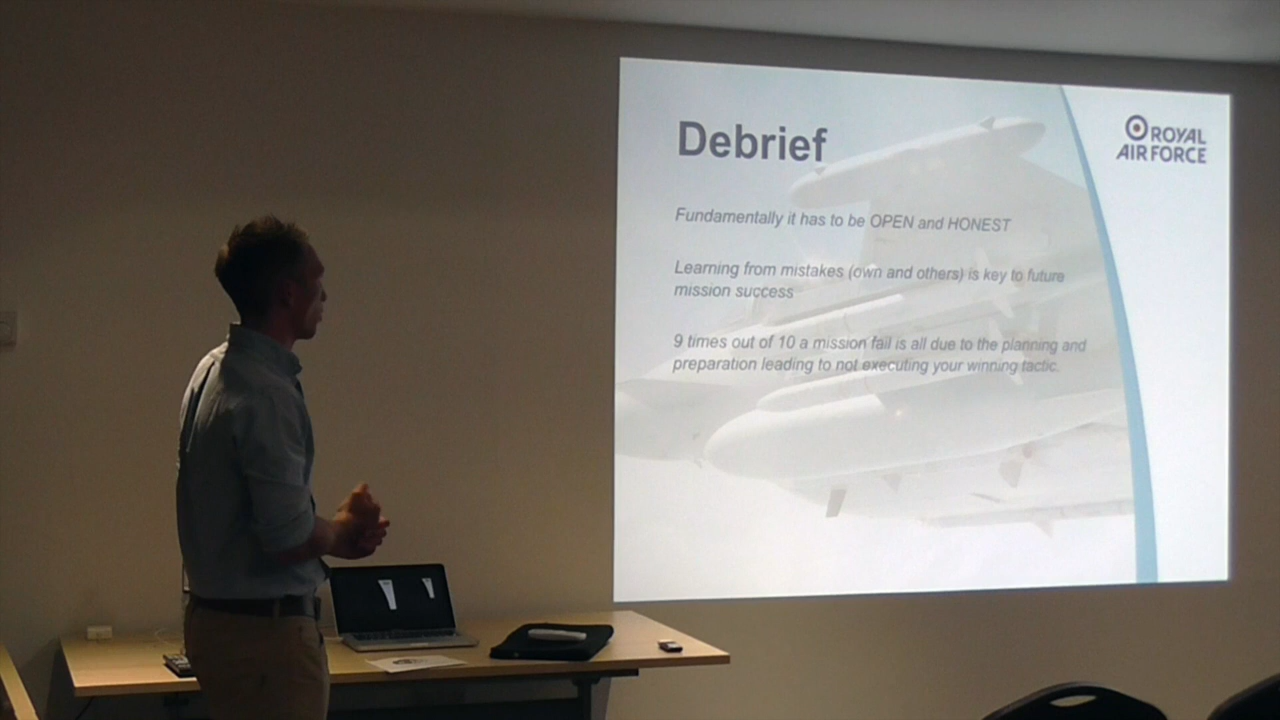 Debrief
ROYAL
AIR FORCE
Fundamentally it has to be OPEN and HONEST
Learning from mistakes (own and others) is key to future
mission success
9 times out of 10 a mission fail is all due to the planning and
preparation leading to not executing your winning tactic.